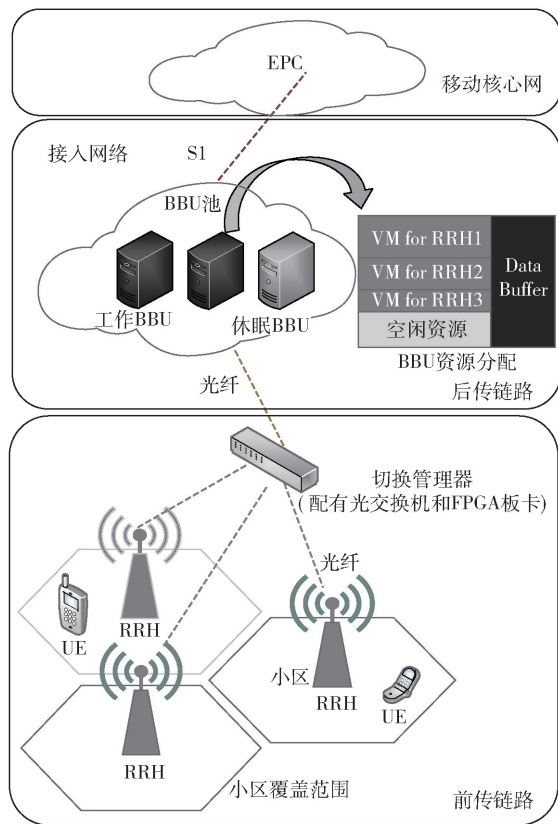 EPC
移动核心网
接入网络
S1
BBU池
工作BBU
休眠BBU
VM for RRH1
VM for RRH2
VM for RRH3
空闲资源
Data
Buffer
BBU资源分配
后传链路
光纤
切换管理器
(配有光交换机和FPGA板卡)
光纤
UE
RRH
小区
RRH
UE
RRH
小区覆盖范围
前传链路